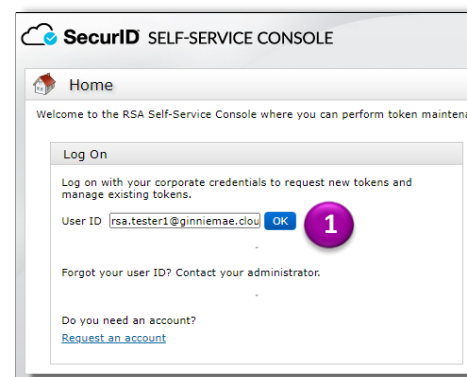 SecurID SELF-SERVICE CONSOLE
Home
Welcome to the RSA Self-Service Console where you can perform token
Log On
Log on with your corporate credentials to request new tokens and
manage existing tokens.
User ID rsa.tester1@ginniemae.clou OK 1
Forgot your user ID? Contact your administrator.
Do you need an account?
Request an account